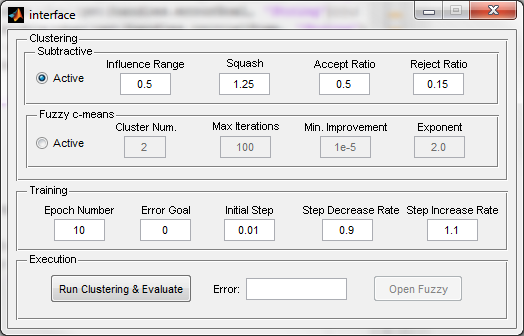 interface
Clustering
Subtractive
Influence Range Squash Accept Ratio Reject Ratio
Active 0.5 1.25 0.5 0.15
Fuzzy c-means
Cluster Num. Max Iterations Min. Improvement Exponent
Active 2 100 1e-5 2.0
Training
Epoch Number Error Goal Initial Step Step Decrease Rate Step Increase Rate
10 0 0.01 0.9 1.1
Execution
Run Clustering & Evaluate Error: Open Fuzzy